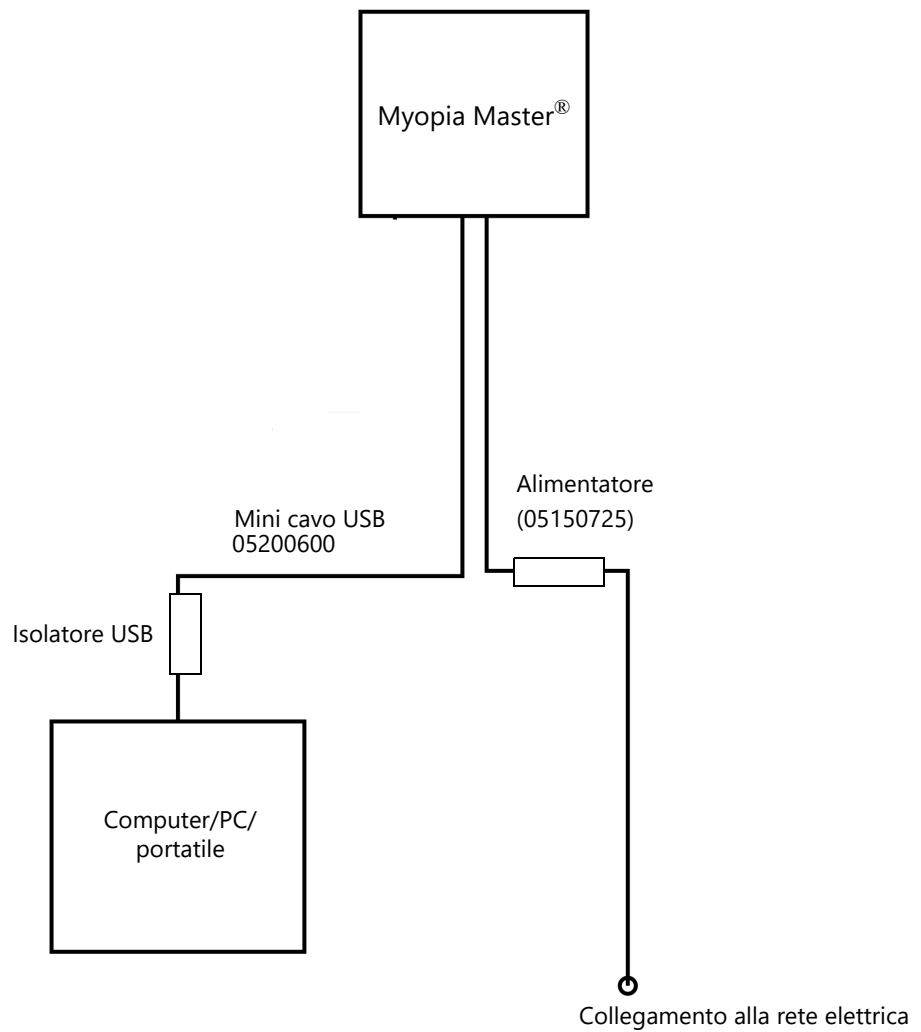 Myopia Master®
Alimentatore
(05150725)
Mini cavo USB
05200600
Isolatore USB
Computer/PC/
portatile
Collegamento alla rete elettrica